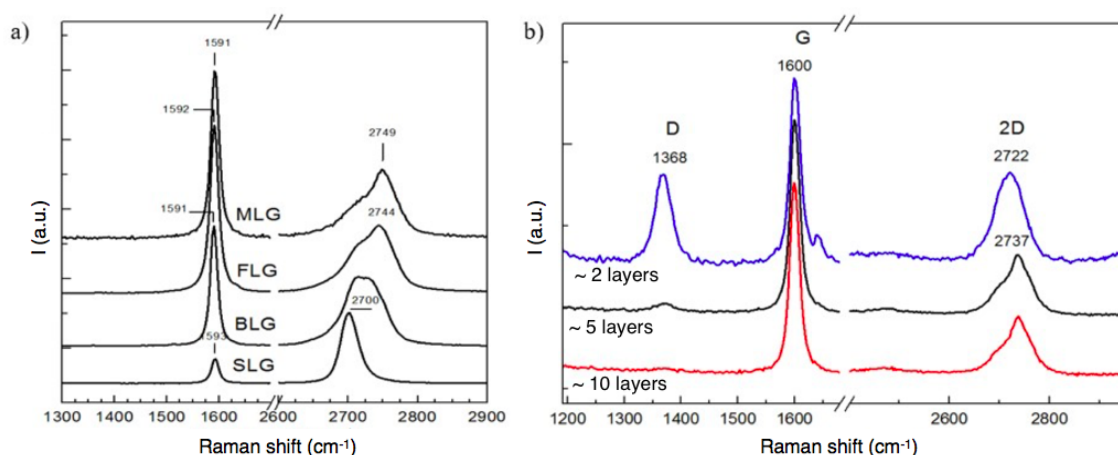 a)
1591
1592
2749
1591
MLG
2744
FLG
2700
BLG
1593
SLG
I (a.u.)
1300 1400 1500 1600 2600 2700 2800 2900
Raman shift (cm-1)
b)
G
1600
D
2D
1368
2722
2737
~ 2 layers
~ 5 layers
~ 10 layers
I (a.u.)
1200 1300 1400 1500 1600 2600 2800
Raman shift (cm-1)